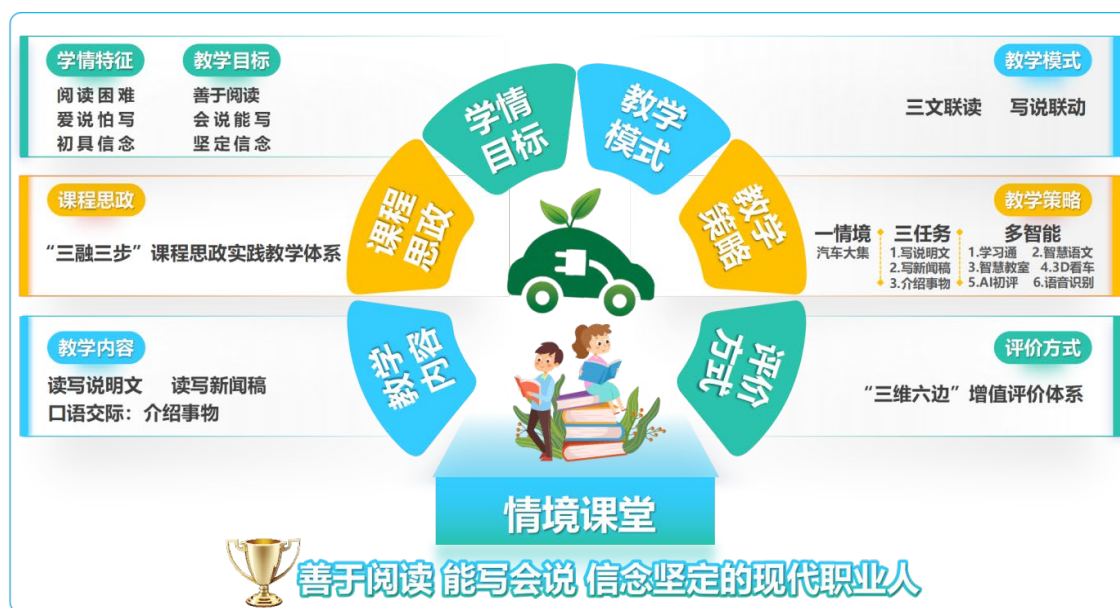 学情特征 教学目标
阅读困难 善于阅读
爱说怕写 会说能写
初具信念 坚定信念
课程思政
“三融三步”课程思政实践教学体系
教学内容
读写说明文 读写新闻稿
口语交际：介绍事物
教学
内容
课程
思政
学情
目标
教学
模式
教学
策略
评价
方式
教学模式
三文联读 写说联动
教学策略
一情境 三任务 多智能
汽车大集 1.写说明文 1.学习通 2.智慧语文
2.写新闻稿 3.智慧教室 4.3D看车
3.介绍事物 5.AI初评 6.语音识别
评价方式
“三维六边”增值评价体系
情境课堂
善于阅读 能写会说 信念坚定的现代职业人